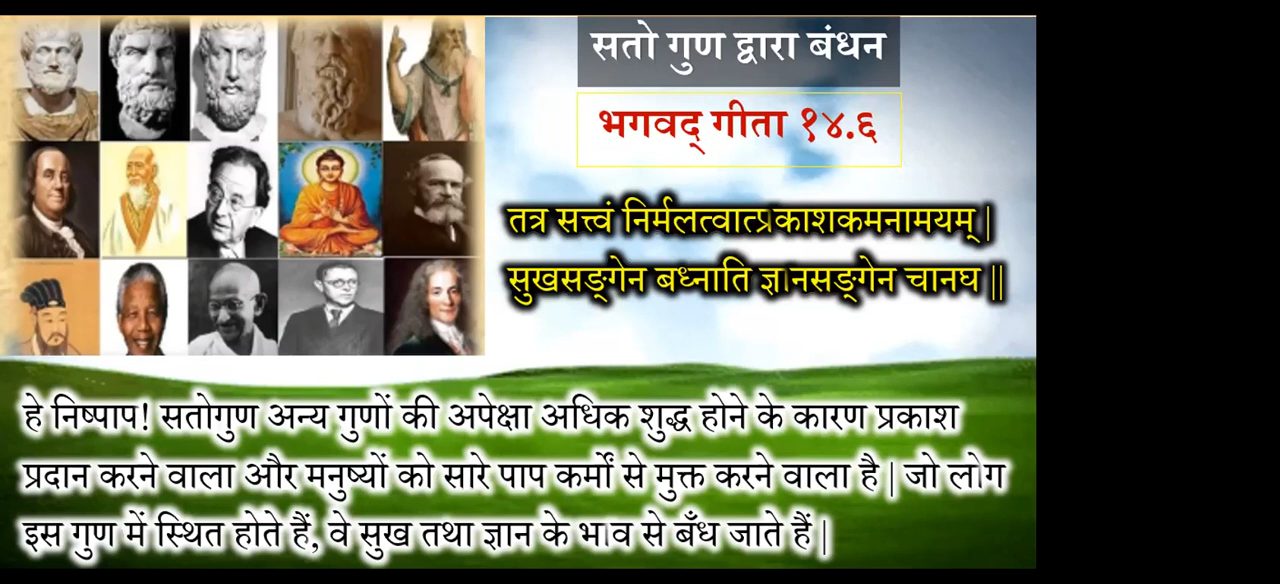 सतो गुण द्वारा बंधन
भगवद् गीता १४.६
तत्र सत्त्वं निर्मलत्वात्प्रकाशकमनामयम् |
सुखसङ्गेन बध्नाति ज्ञानसङ्गेन चानघ ||
हे निष्पाप! सतोगुण अन्य गुणों की अपेक्षा अधिक शुद्ध होने के कारण प्रकाश
प्रदान करने वाला और मनुष्यों को सारे पाप कर्मों से मुक्त करने वाला है | जो लोग
इस गुण में स्थित होते हैं, वे सुख तथा ज्ञान के भाव से बँध जाते हैं |